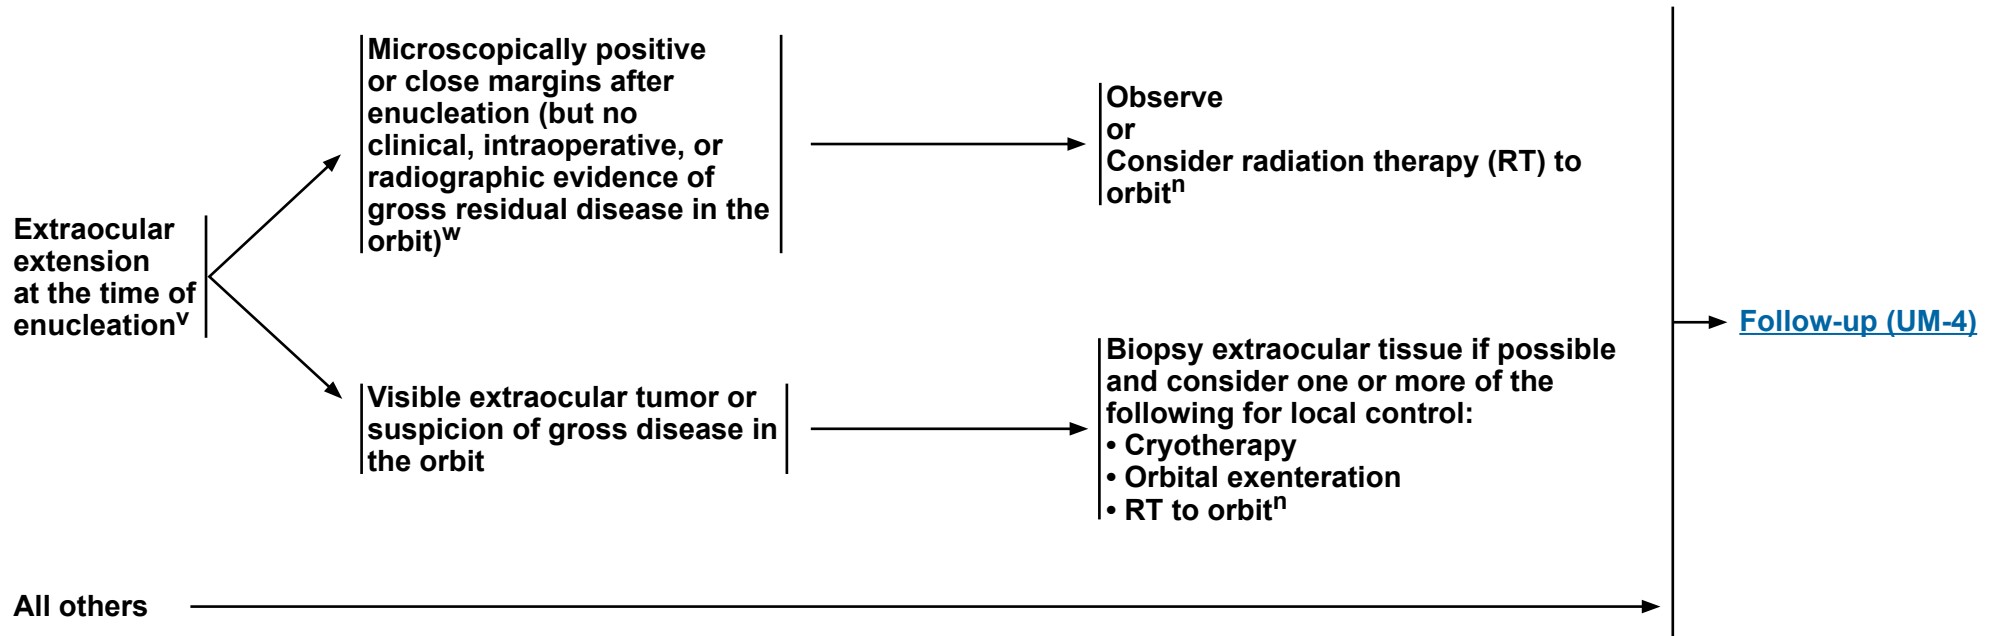 Extraocular
extension
at the time of
enucleationᵛ
Microscopically positive
or close margins after
enucleation (but no
clinical, intraoperative, or
radiographic evidence of
gross residual disease in the
orbit)ʷ
Observe
or
Consider radiation therapy (RT) to
orbitⁿ
Visible extraocular tumor or
suspicion of gross disease in
the orbit
Biopsy extraocular tissue if possible
and consider one or more of the
following for local control:
• Cryotherapy
• Orbital exenteration
• RT to orbitⁿ
Follow-up (UM-4)
All others